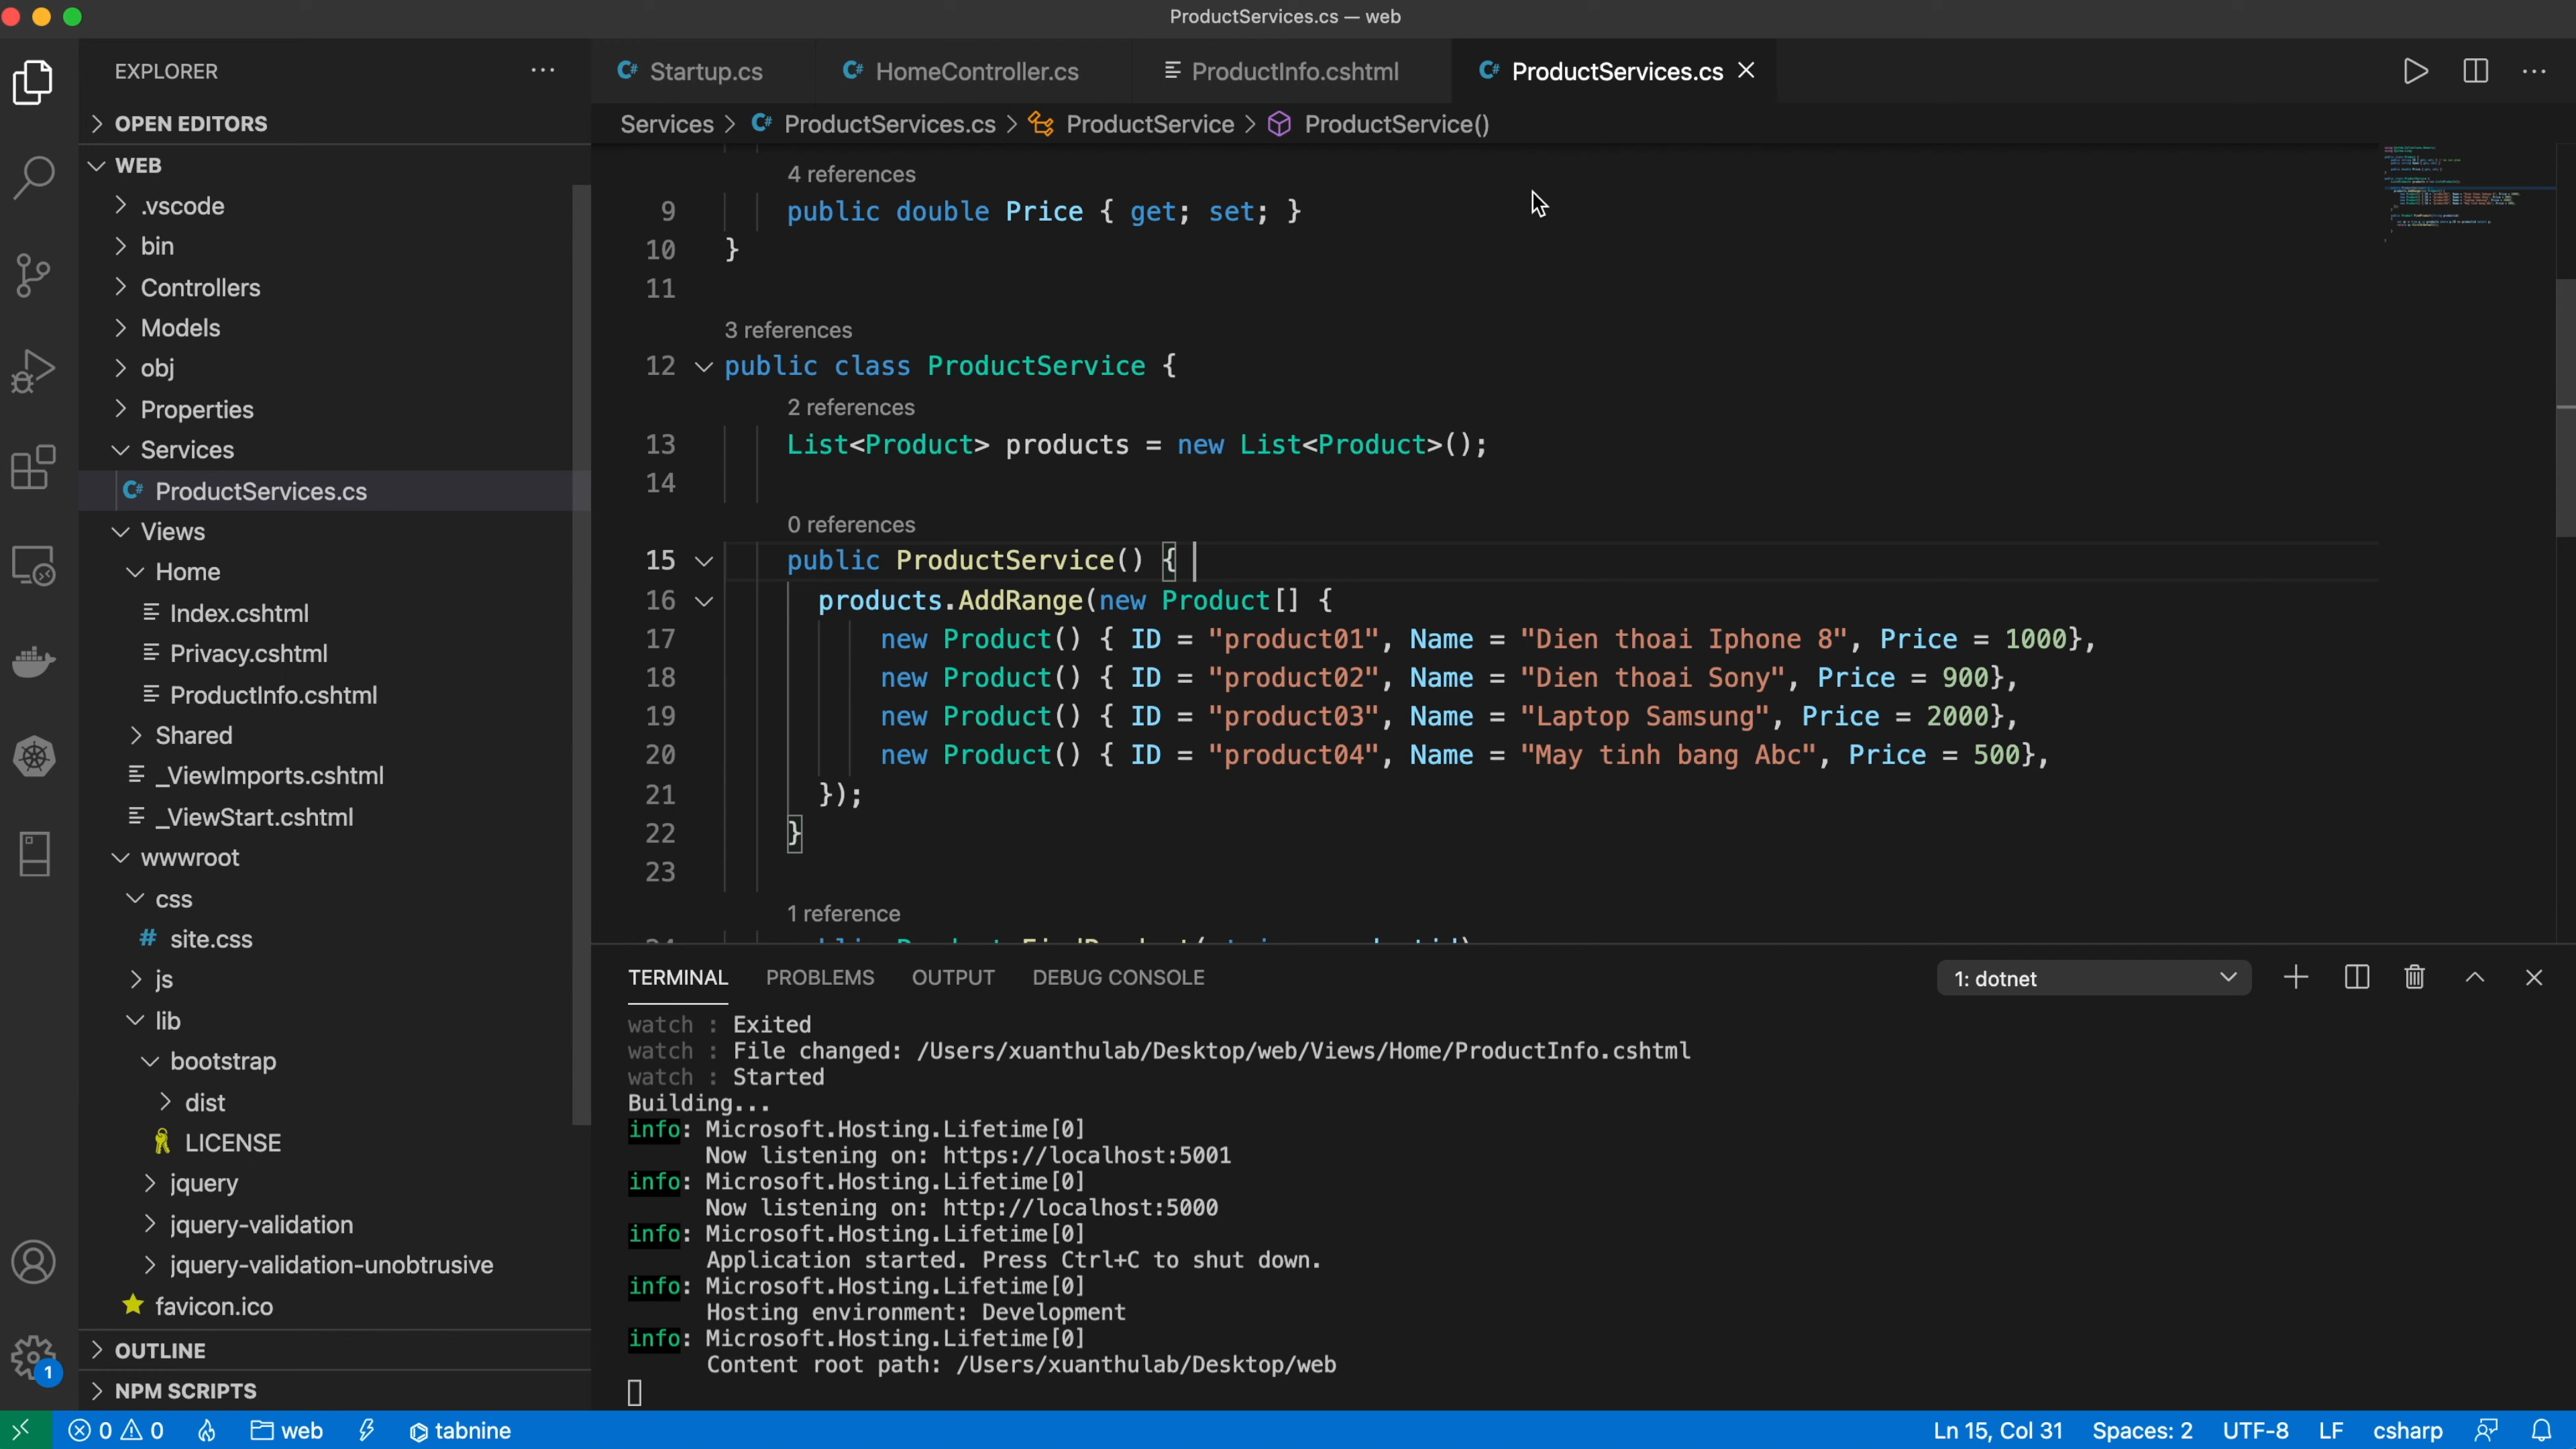 ProductServices.cs — web
EXPLORER
OPEN EDITORS
WEB
.vscode
bin
Controllers
Models
obj
Properties
Services
ProductServices.cs
Views
Home
Index.cshtml
Privacy.cshtml
ProductInfo.cshtml
Shared
_ViewImports.cshtml
_ViewStart.cshtml
wwwroot
css
# site.css
js
lib
bootstrap
dist
LICENSE
jquery
jquery-validation
jquery-validation-unobtrusive
favicon.ico
OUTLINE
NPM SCRIPTS
1
Startup.cs HomeController.cs ProductInfo.cshtml ProductServices.cs
Services > ProductServices.cs > ProductService > ProductService()
4 references
9 public double Price { get; set; }
10 }
11
3 references
12 public class ProductService {
2 references
13 List<Product> products = new List<Product>();
14
0 references
15 public ProductService() {
16 products.AddRange(new Product[] {
17 new Product() { ID = "product01", Name = "Dien thoai Iphone 8", Price = 1000},
18 new Product() { ID = "product02", Name = "Dien thoai Sony", Price = 900},
19 new Product() { ID = "product03", Name = "Laptop Samsung", Price = 2000},
20 new Product() { ID = "product04", Name = "May tinh bang Abc", Price = 500},
21 });
22 }
23
1 reference
TERMINAL PROBLEMS OUTPUT DEBUG CONSOLE 1: dotnet
watch : Exited
watch : File changed: /Users/xuanthulab/Desktop/web/Views/Home/ProductInfo.cshtml
watch : Started
Building...
info: Microsoft.Hosting.Lifetime[0]
Now listening on: https://localhost:5001
info: Microsoft.Hosting.Lifetime[0]
Now listening on: http://localhost:5000
info: Microsoft.Hosting.Lifetime[0]
Application started. Press Ctrl+C to shut down.
info: Microsoft.Hosting.Lifetime[0]
Hosting environment: Development
info: Microsoft.Hosting.Lifetime[0]
Content root path: /Users/xuanthulab/Desktop/web
0 0 web tabnine Ln 15, Col 31 Spaces: 2 UTF-8 LF csharp